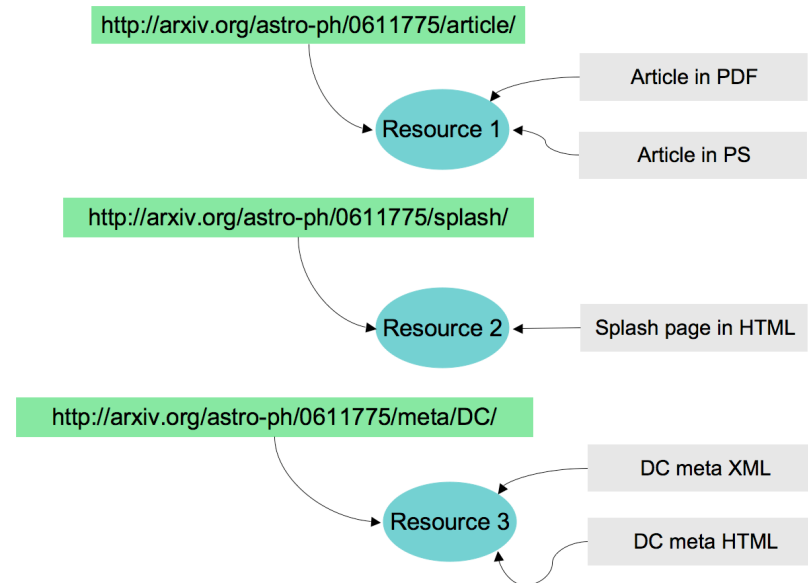 http://arxiv.org/astro-ph/0611775/article/
Article in PDF
Resource 1
Article in PS
http://arxiv.org/astro-ph/0611775/splash/
Resource 2
Splash page in HTML
http://arxiv.org/astro-ph/0611775/meta/DC/
DC meta XML
Resource 3
DC meta HTML